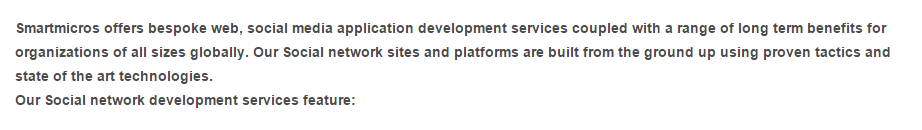 Smartmicros offers bespoke web, social media application development services coupled with a range of long term benefits for
organizations of all sizes globally. Our Social network sites and platforms are built from the ground up using proven tactics and
state of the art technologies.
Our Social network development services feature: